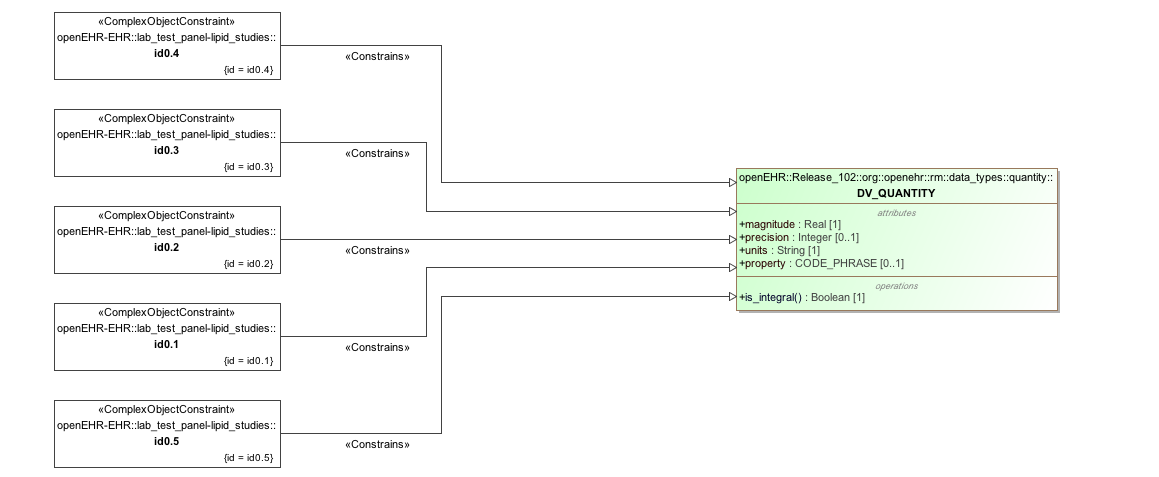 «ComplexObjectConstraint»
openEHR-EHR::lab_test_panel-lipid_studies::
id0.4
{id = id0.4}
«Constrains»
«ComplexObjectConstraint»
openEHR-EHR::lab_test_panel-lipid_studies::
id0.3
{id = id0.3}
«Constrains»
«ComplexObjectConstraint»
openEHR-EHR::lab_test_panel-lipid_studies::
id0.2
{id = id0.2}
«Constrains»
«ComplexObjectConstraint»
openEHR-EHR::lab_test_panel-lipid_studies::
id0.1
{id = id0.1}
«Constrains»
«ComplexObjectConstraint»
openEHR-EHR::lab_test_panel-lipid_studies::
id0.5
{id = id0.5}
«Constrains»
openEHR::Release_102::org::openehr::rm::data_types::quantity::
DV_QUANTITY
attributes
+magnitude : Real [1]
+precision : Integer [0..1]
+units : String [1]
+property : CODE_PHRASE [0..1]
operations
+is_integral() : Boolean [1]